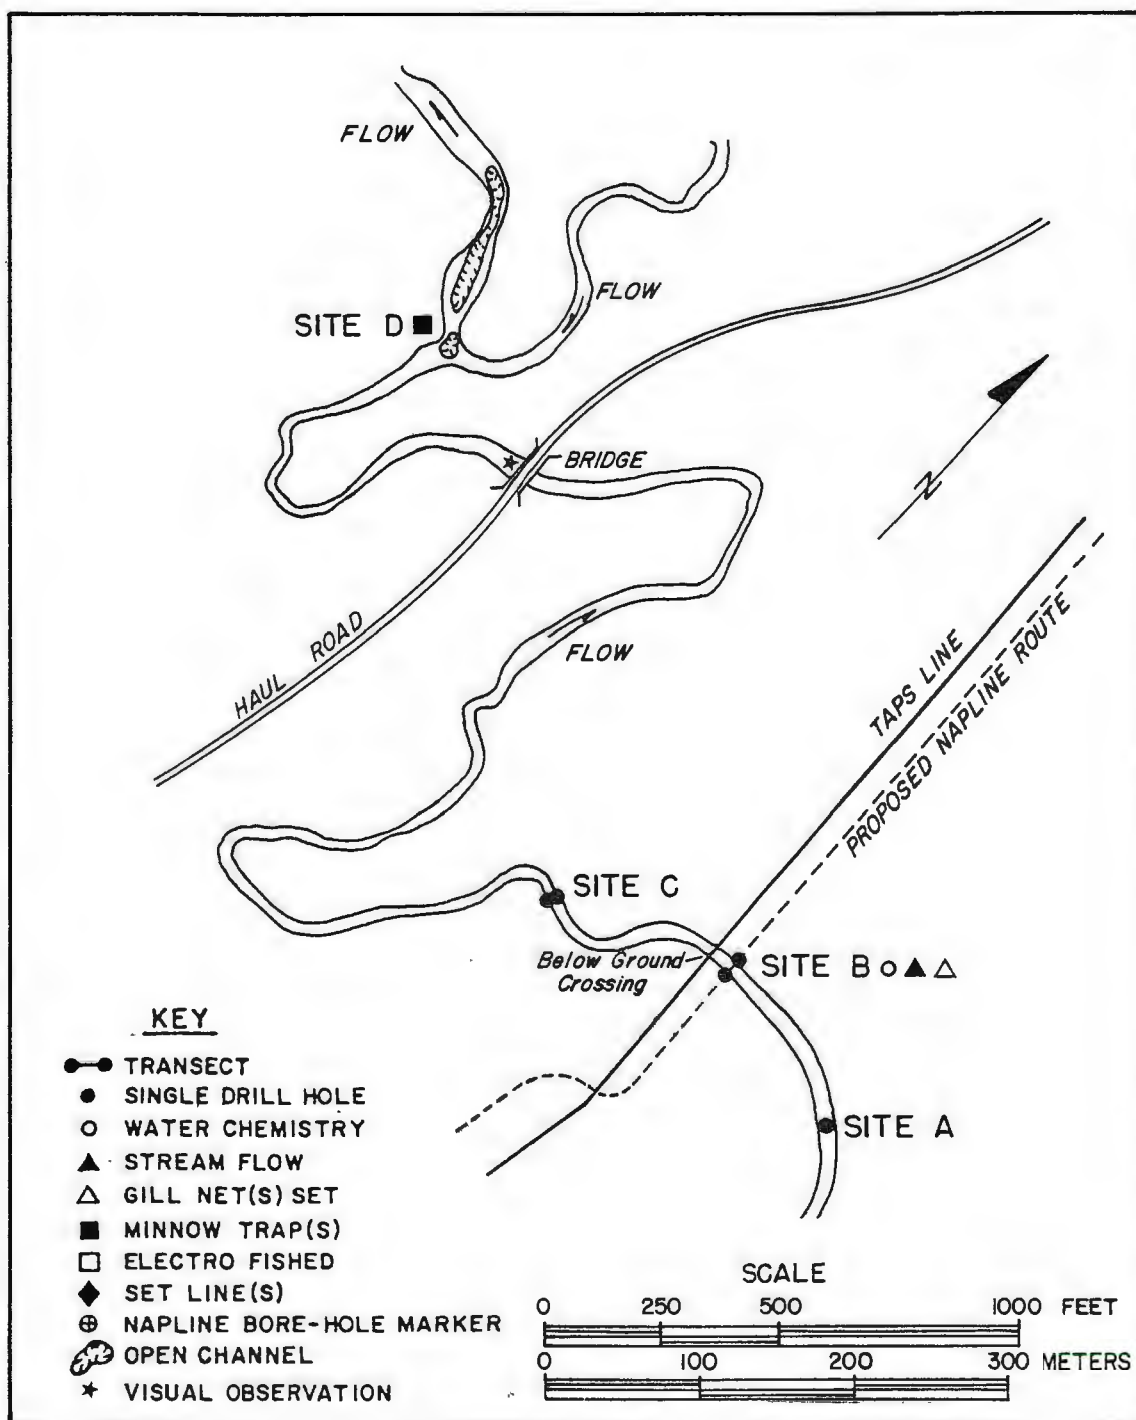 FLOW
FLOW
SITE D
BRIDGE
N
HAUL ROAD
FLOW
TAPS LINE
PROPOSED NAPLINE ROUTE
SITE C
Below Ground
Crossing
SITE B
SITE A
KEY
TRANSECT
SINGLE DRILL HOLE
WATER CHEMISTRY
STREAM FLOW
GILL NET(S) SET
MINNOW TRAP(S)
ELECTRO FISHED
SET LINE(S)
NAPLINE BORE-HOLE MARKER
OPEN CHANNEL
VISUAL OBSERVATION
SCALE
0 250 500 1000 FEET
0 100 200 300 METERS